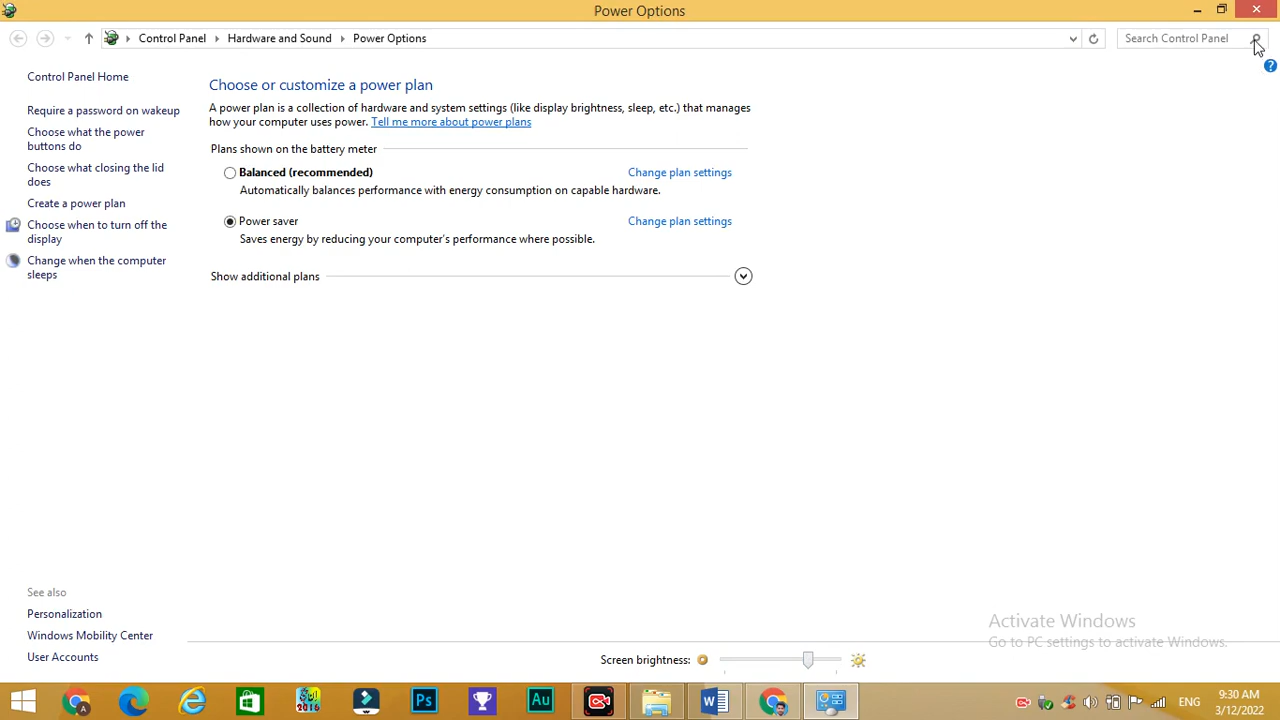 Power Options
Control Panel
Hardware and Sound
Power Options
Search Control Panel
Control Panel Home
Require a password on wakeup
Choose what the power
buttons do
Choose what closing the lid
does
Create a power plan
Choose when to turn off the
display
Change when the computer
sleeps
Choose or customize a power plan
A power plan is a collection of hardware and system settings (like display brightness, sleep, etc.) that manages
how your computer uses power. Tell me more about power plans
Plans shown on the battery meter
Balanced (recommended) Change plan settings
Automatically balances performance with energy consumption on capable hardware.
Power saver Change plan settings
Saves energy by reducing your computer's performance where possible.
Show additional plans
See also
Personalization
Windows Mobility Center
User Accounts
Screen brightness:
Activate Windows
Go to PC settings to activate Windows.
Ps
Au
ENG
9:30 AM
3/12/2022